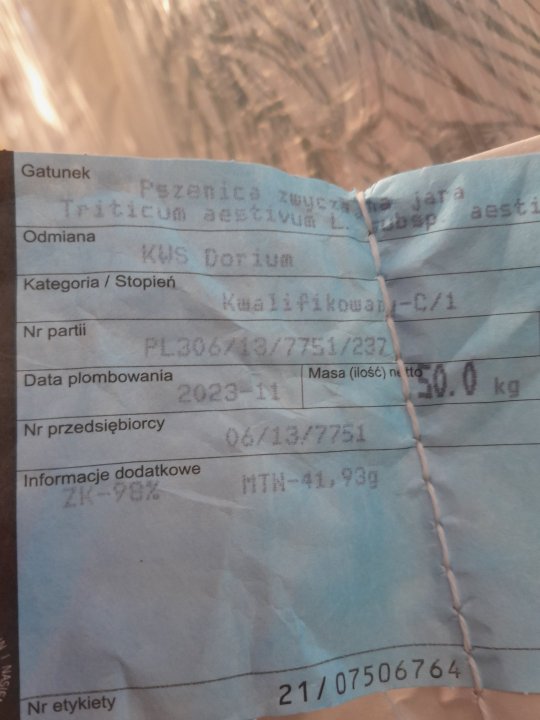 Gatunek
Pszenica zwyczajna jara
Triticum aestivum L. subsp. aesti
Odmiana
KWS Dorium
Kategoria / Stopień
Kwalifikowany-C/1
Nr partii
PL306/13/7751/237
Data plombowania
2023-11
Masa (ilość) netto
50.0 kg
Nr przedsiębiorcy
06/13/7751
Informacje dodatkowe
ZK-98% MTN-41,93g
Nr etykiety
21/07506764